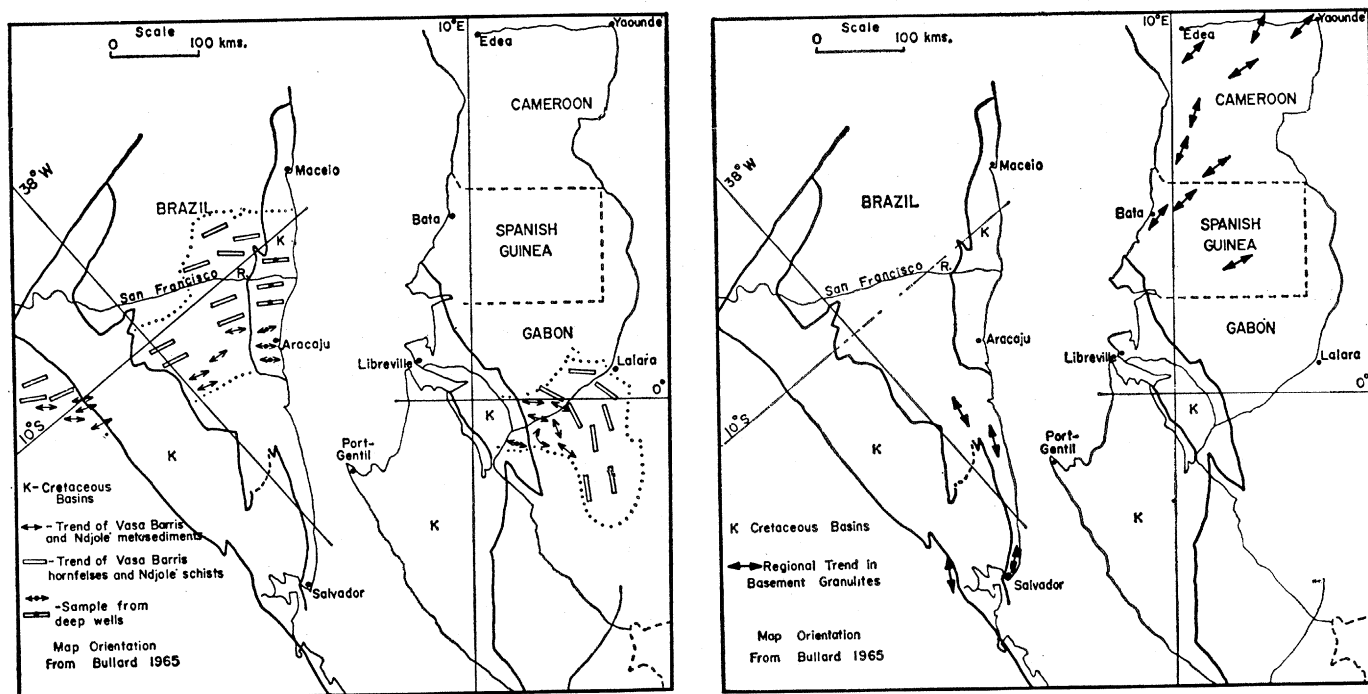 Scale
0 100 kms.
10°E
Edea
Yaounde
CAMEROON
38°W
Maceio
BRAZIL
K
Bata
SPANISH
GUINEA
San Francisco R.
GABON
Aracaju
Libreville
Lalara
0°
10°S
K
Port-
Gentil
K
K
K-Cretaceous
Basins
- Trend of Vasa Barris
and Ndjole' metasediments
- Trend of Vasa Barris
hornfelses and Ndjole' schists
-Sample from
deep wells
Salvador
Map Orientation
From Bullard 1965
Scale
0 100 kms.
10°E
Edea
Yaounde
CAMEROON
38°W
Maceio
BRAZIL
K
Bata
SPANISH
GUINEA
San Francisco R.
GABON
Aracaju
Libreville
Lalara
0°
10°S
K
Port-
Gentil
K
K
K Cretaceous Basins
-Regional Trend in
Basement Granulites
Salvador
Map Orientation
From Bullard 1965